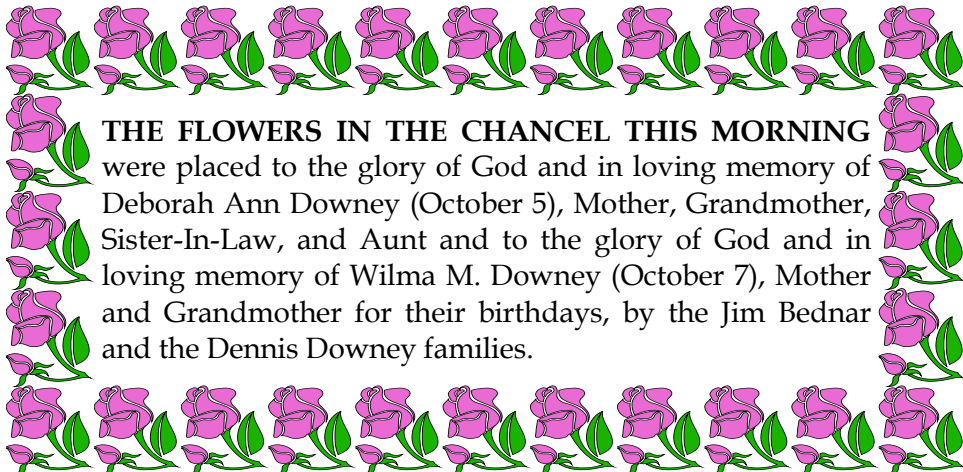 THE FLOWERS IN THE CHANCEL THIS MORNING
were placed to the glory of God and in loving memory of
Deborah Ann Downey (October 5), Mother, Grandmother,
Sister-In-Law, and Aunt and to the glory of God and in
loving memory of Wilma M. Downey (October 7), Mother
and Grandmother for their birthdays, by the Jim Bednar
and the Dennis Downey families.